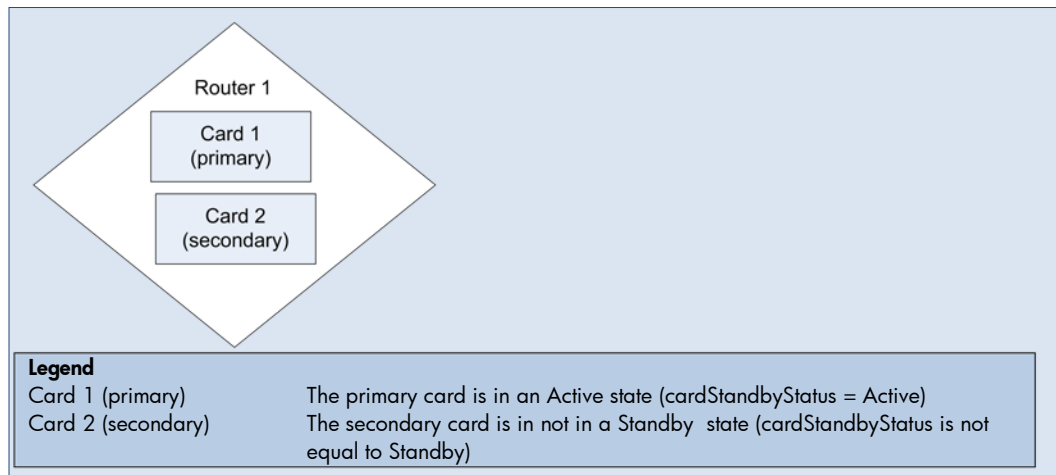 Router 1
Card 1
(primary)
Card 2
(secondary)
Legend
Card 1 (primary) The primary card is in an Active state (cardStandbyStatus = Active)
Card 2 (secondary) The secondary card is in not in a Standby state (cardStandbyStatus is not
equal to Standby)